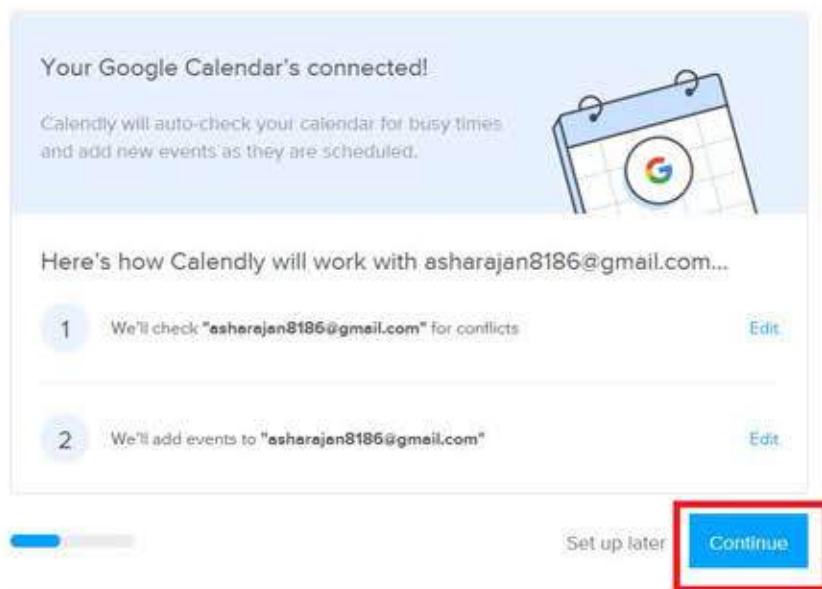 Your Google Calendar's connected!
Calendly will auto-check your calendar for busy times
and add new events as they are scheduled.
G
Here's how Calendly will work with asharajan8186@gmail.com...
1 We'll check "asharajan8186@gmail.com" for conflicts Edit
2 We'll add events to "asharajan8186@gmail.com" Edit
Set up later Continue